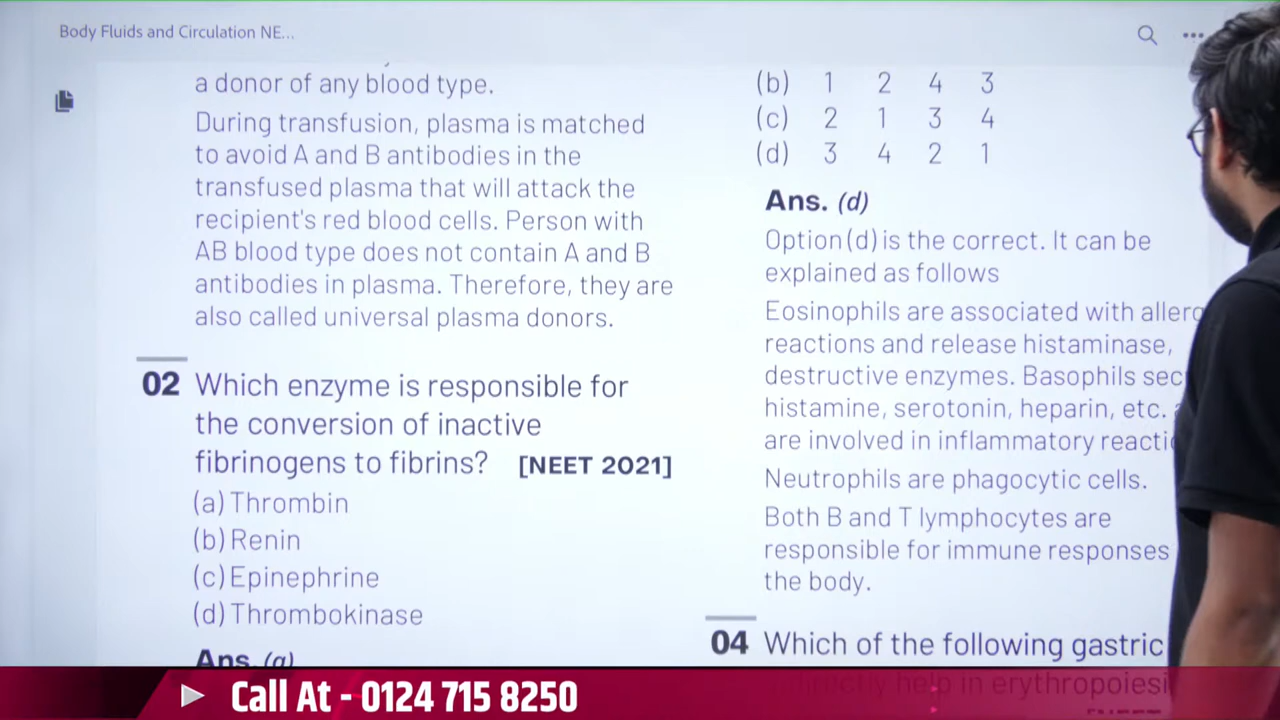 Body Fluids and Circulation NE...
a donor of any blood type.
During transfusion, plasma is matched
to avoid A and B antibodies in the
transfused plasma that will attack the
recipient's red blood cells. Person with
AB blood type does not contain A and B
antibodies in plasma. Therefore, they are
also called universal plasma donors.
02 Which enzyme is responsible for
the conversion of inactive
fibrinogens to fibrins? [NEET 2021]
(a) Thrombin
(b) Renin
(c) Epinephrine
(d) Thrombokinase
Ans. (a)
(b) 1 2 4 3
(c) 2 1 3 4
(d) 3 4 2 1
Ans. (d)
Option (d) is the correct. It can be
explained as follows
Eosinophils are associated with
reactions and release histaminase,
destructive enzymes. Basophils
histamine, serotonin, heparin, etc.
are involved in inflammatory
Neutrophils are phagocytic cells.
Both B and T lymphocytes are
responsible for immune responses
the body.
04 Which of the following gastric
directly help in
Call At - 0124 715 8250